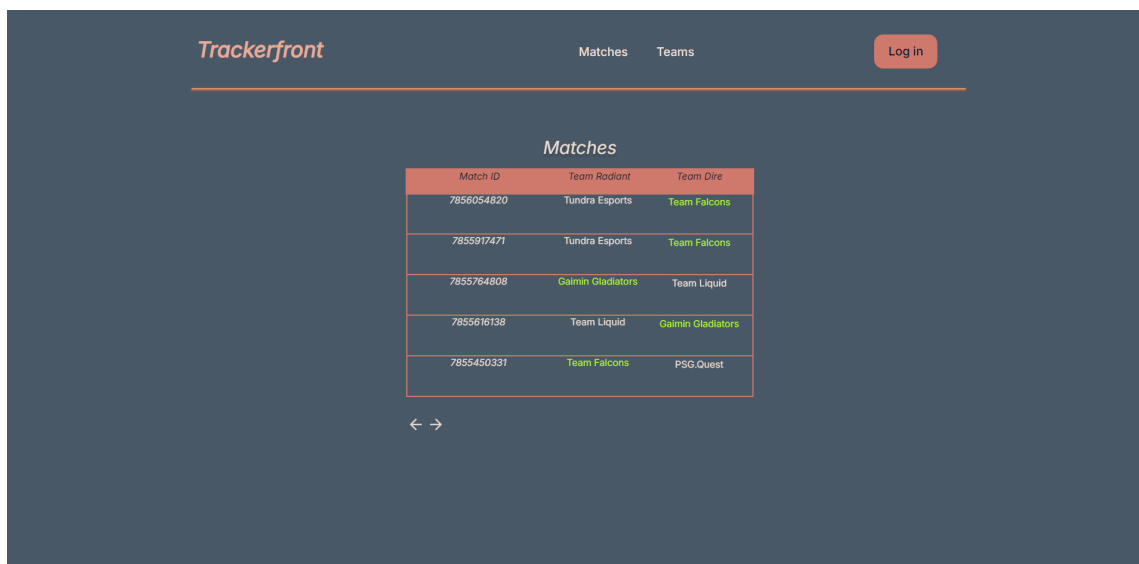 Trackerfront
Matches Teams
Log in
Matches
Match ID Team Radiant Team Dire
7856054820 Tundra Esports Team Falcons
7855917471 Tundra Esports Team Falcons
7855764808 Gaimin Gladiators Team Liquid
7855616138 Team Liquid Gaimin Gladiators
7855450331 Team Falcons PSG.Quest